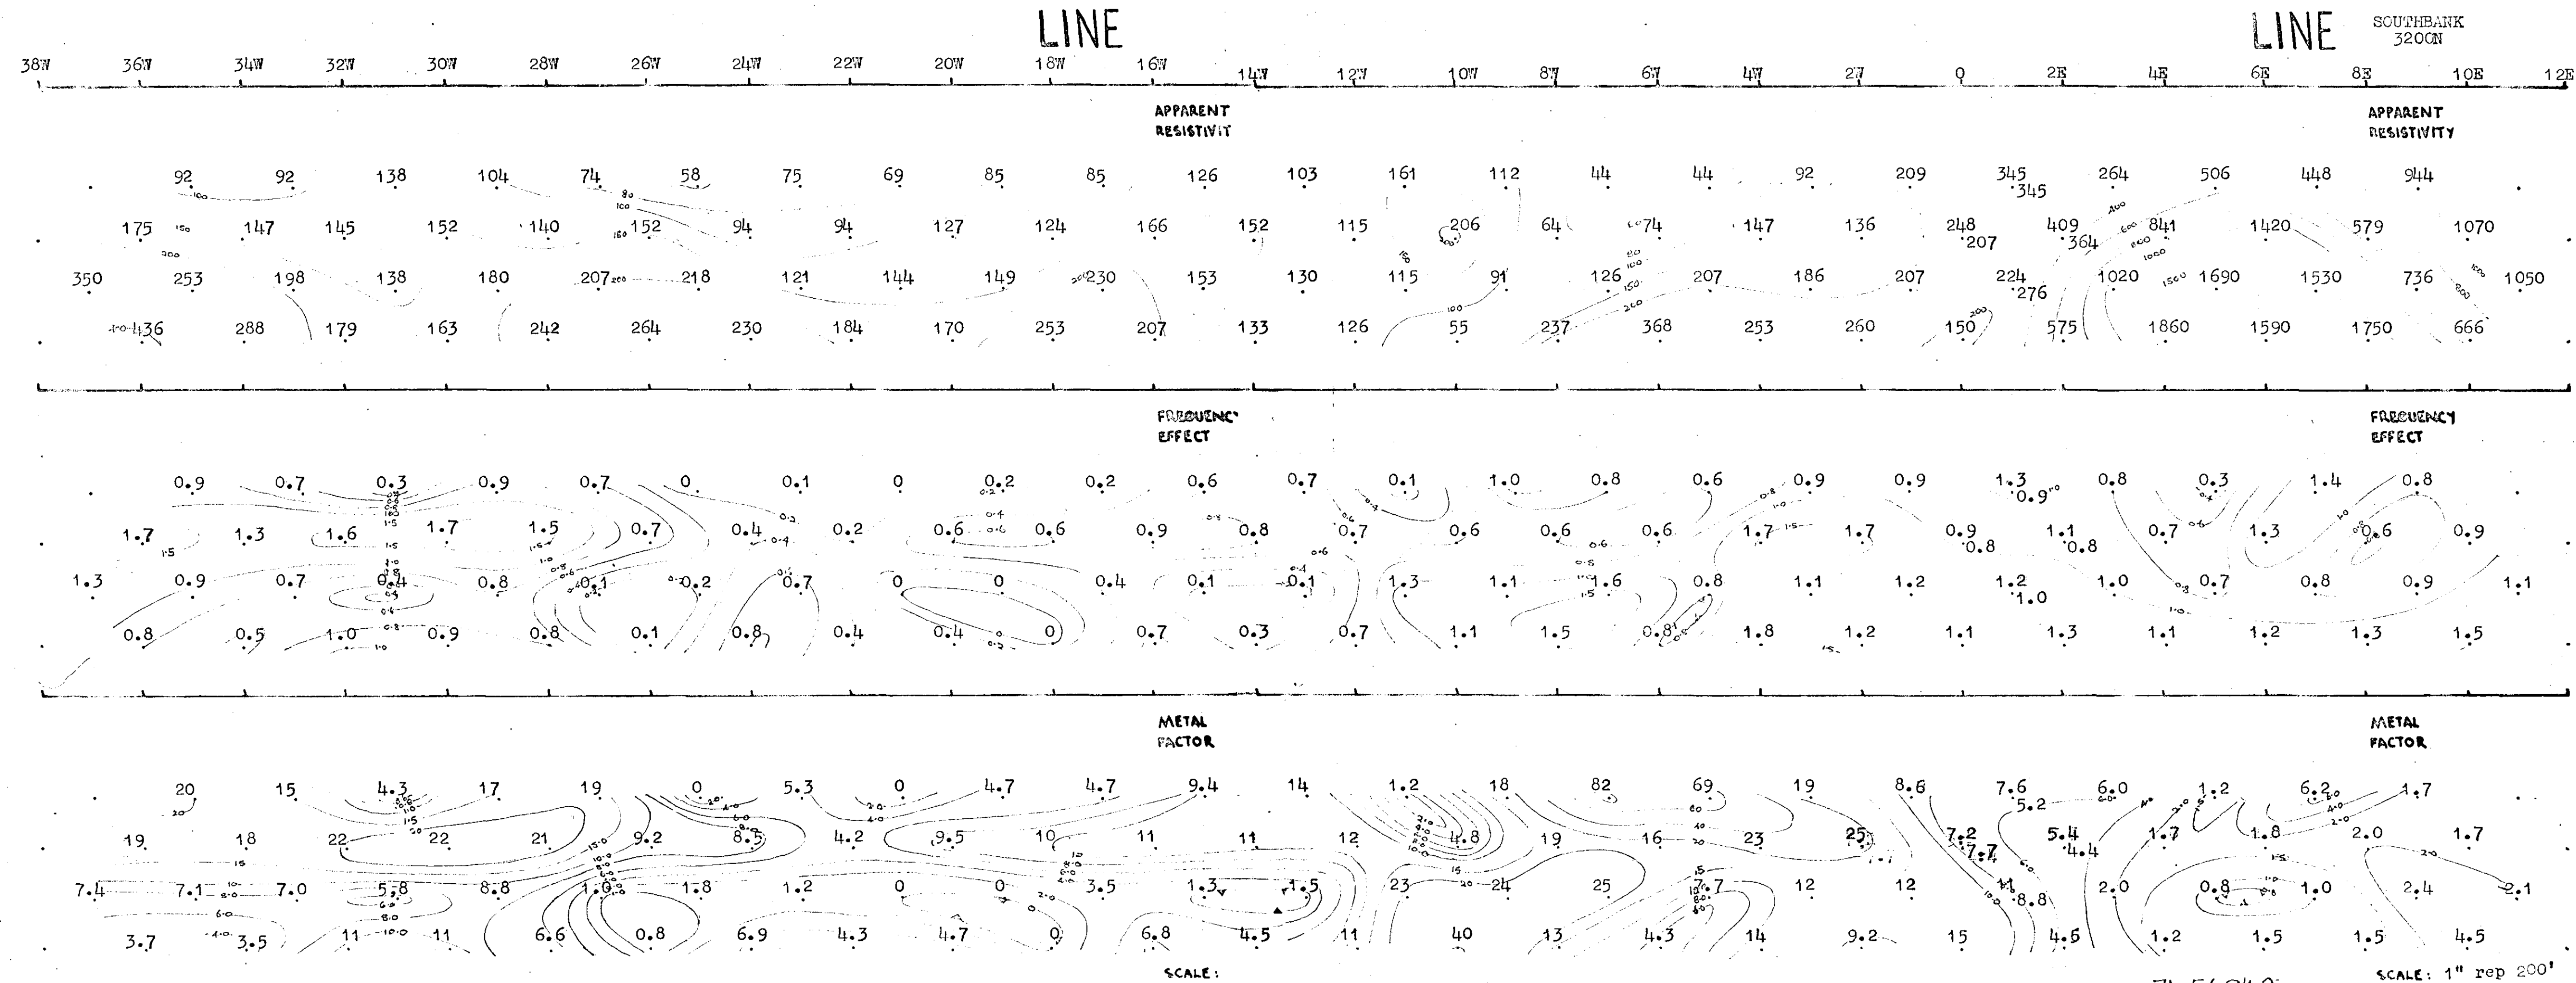 LINE LINE SOUTHBANK
3200N
38W 36W 34W 32W 30W 28W 26W 24W 22W 20W 18W 16W 14W 12W 10W 8W 6W 4W 2W 0 2E 4E 6E 8E 10E 12E
APPARENT APPARENT
RESISTIVIT RESISTIVITY
92 92 138 104 74 58 75 69 85 85 126 103 161 112 44 44 92 209 345 264 506 448 944
345
100 80
100 400
175 150 147 145 152 140 160 152 94 94 127 124 166 152 115 206 64 60 74 147 136 248 409 600 841 1420 579 1070
207 364 800
200 80 1000
100
350 253 198 138 180 207 200 218 121 144 149 200 230 153 130 115 91 126 207 186 207 224 1020 1500 1690 1530 736 1000 1050
150 276 800
100 200
436 288 179 163 242 264 230 184 170 253 207 133 126 55 237 368 253 260 150 575 1860 1590 1750 666
FREQUENC FREQUENCY
EFFECT EFFECT
0.9 0.7 0.3 0.9 0.7 0 0.1 0 0.2 0.2 0.6 0.7 0.1 1.0 0.8 0.6 0.9 0.9 1.3 0.8 0.3 1.4 0.8
0.9
1.7 1.3 1.6 1.7 1.5 0.7 0.4 0.2 0.6 0.6 0.9 0.8 0.7 0.6 0.6 0.6 1.7 1.7 0.9 1.1 0.7 1.3 0.6 0.9
0.8 0.8
1.3 0.9 0.7 0.4 0.8 0.1 0.2 0.7 0 0 0.4 0.1 0.1 1.3 1.1 1.6 0.8 1.1 1.2 1.2 1.0 0.7 0.8 0.9 1.1
1.0
0.8 0.5 1.0 0.9 0.8 0.1 0.8 0.4 0.4 0 0.7 0.3 0.7 1.1 1.5 0.8 1.8 1.2 1.1 1.3 1.1 1.2 1.3 1.5
METAL METAL
FACTOR FACTOR
20 15 4.3 17 19 0 5.3 0 4.7 4.7 9.4 14 1.2 18 82 69 19 8.6 7.6 6.0 1.2 6.2 1.7
5.2
19 18 22 22 21 9.2 8.5 4.2 9.5 10 11 11 12 4.8 19 16 23 25 7.2 5.4 1.7 1.8 2.0 1.7
7.7 4.4
7.4 7.1 7.0 5.8 8.8 1.0 1.8 1.2 0 0 3.5 1.3 1.5 23 24 25 7.7 12 12 11 2.0 0.8 1.0 2.4 2.1
8.8
3.7 3.5 11 11 6.6 0.8 6.9 4.3 4.7 0 6.8 4.5 11 40 13 4.3 14 9.2 15 4.6 1.2 1.5 1.5 4.5
SCALE: SCALE: 1" rep 200'